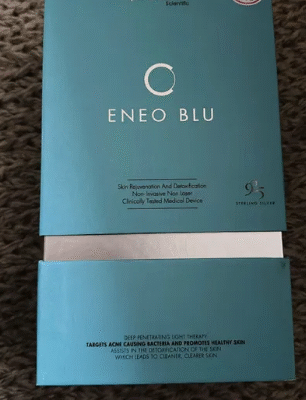 Scientific
ENEO BLU
Skin Rejuvenation And Detoxification
Non Invasive Non Laser
Clinically Tested Medical Device
925
STERLING SILVER
DEEP PENETRATING LIGHT THERAPY
TARGETS ACNE CAUSING BACTERIA AND PROMOTES HEALTHY SKIN
ASSISTS IN THE DETOXIFICATION OF THE SKIN
WHICH LEADS TO CLEANER, CLEARER SKIN